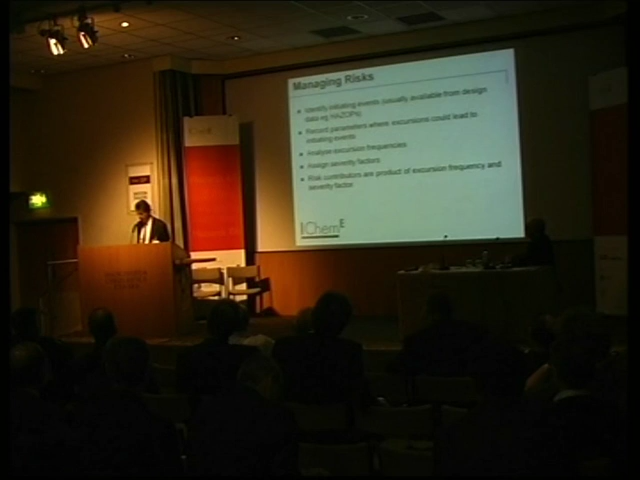 Managing Risks
Identify initiating events (usually available from design
data eg HAZOPs)
Record parameters where excursions could lead to
initiating events
Analyse excursion frequencies
Assign severity factors
Risk contributors are product of excursion frequency and
severity factor
IChemE